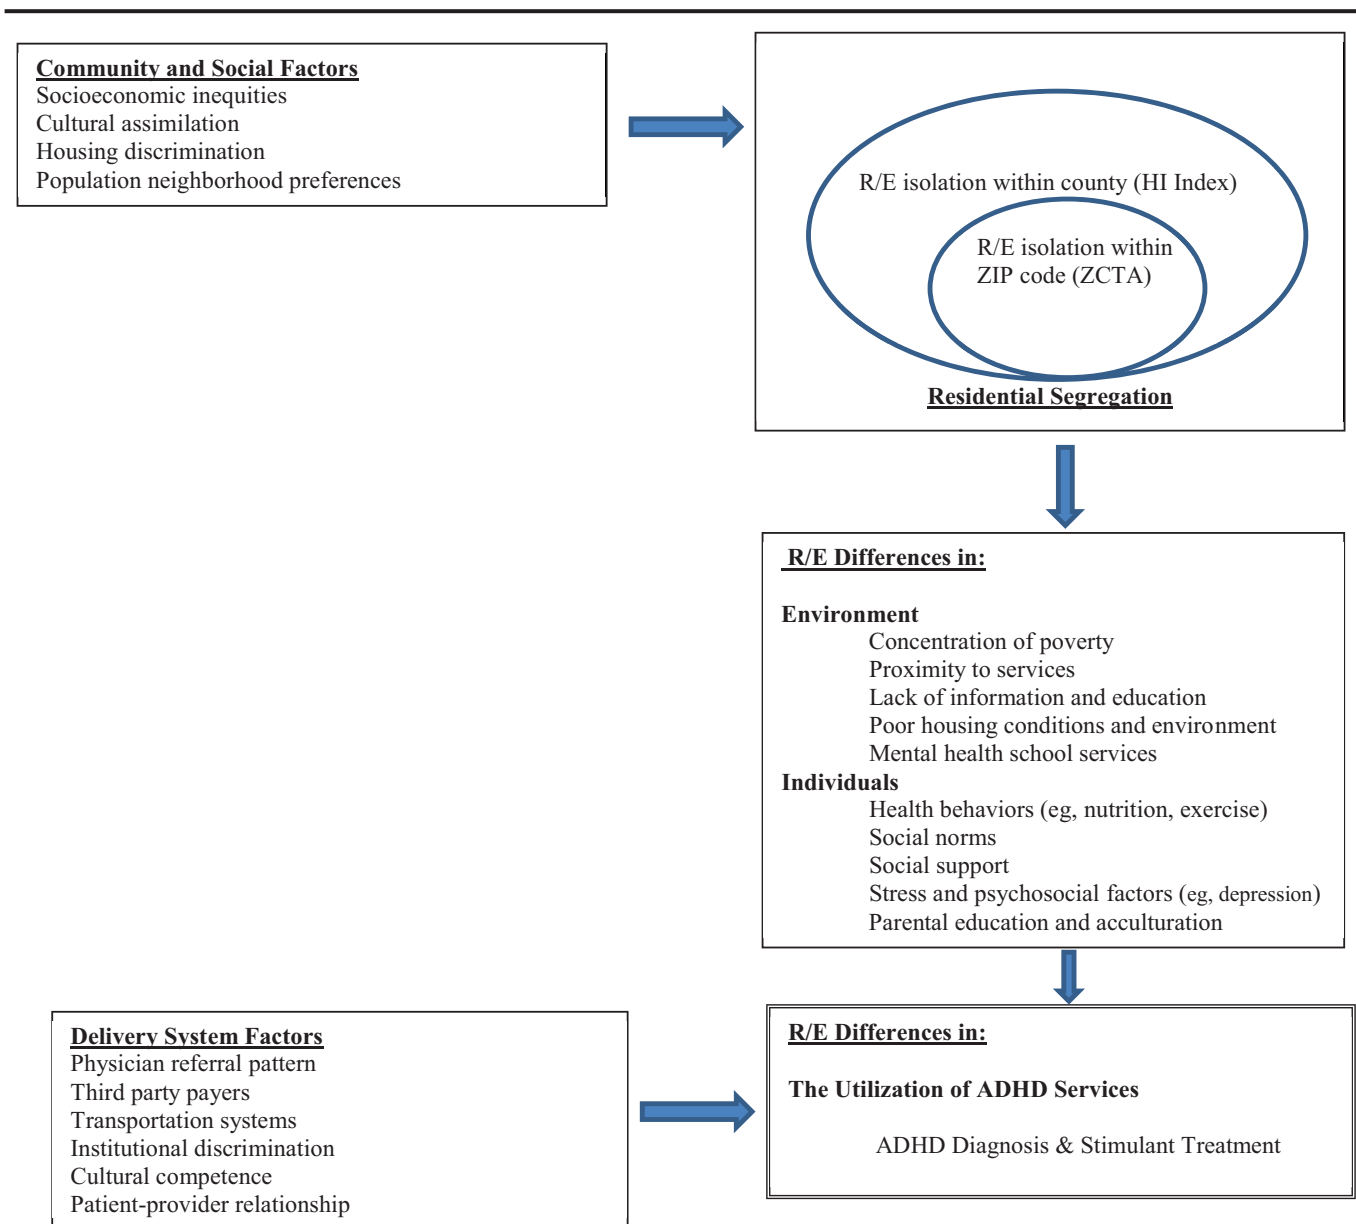 Community and Social Factors
Socioeconomic inequities
Cultural assimilation
Housing discrimination
Population neighborhood preferences
R/E isolation within county (HI Index)
R/E isolation within
ZIP code (ZCTA)
Residential Segregation
R/E Differences in:
Environment
Concentration of poverty
Proximity to services
Lack of information and education
Poor housing conditions and environment
Mental health school services
Individuals
Health behaviors (eg, nutrition, exercise)
Social norms
Social support
Stress and psychosocial factors (eg, depression)
Parental education and acculturation
Delivery System Factors
Physician referral pattern
Third party payers
Transportation systems
Institutional discrimination
Cultural competence
Patient-provider relationship
R/E Differences in:
The Utilization of ADHD Services
ADHD Diagnosis & Stimulant Treatment